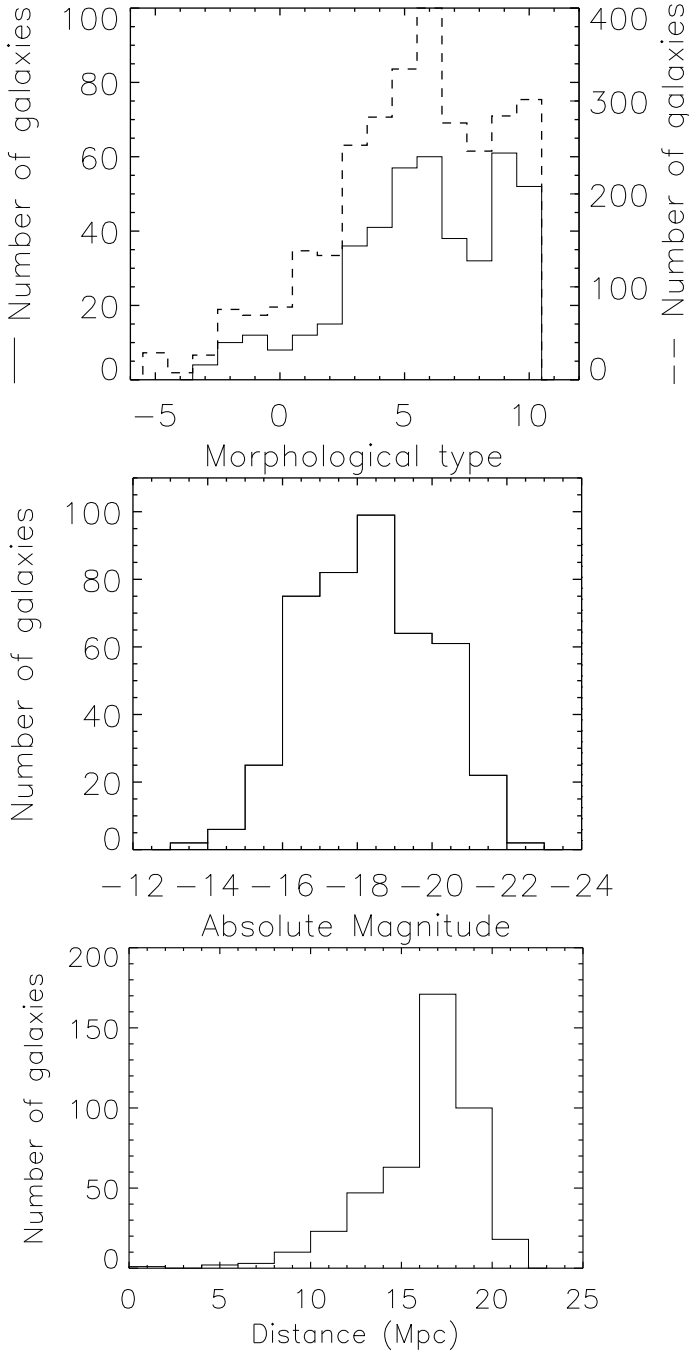 100
80
60
40
20
0
— Number of galaxies
400
300
200
100
0
-- Number of galaxies
−5 0 5 10
Morphological type
100
80
60
40
20
0
Number of galaxies
−12 −14 −16 −18 −20 −22 −24
Absolute Magnitude
200
150
100
50
0
Number of galaxies
0 5 10 15 20 25
Distance (Mpc)